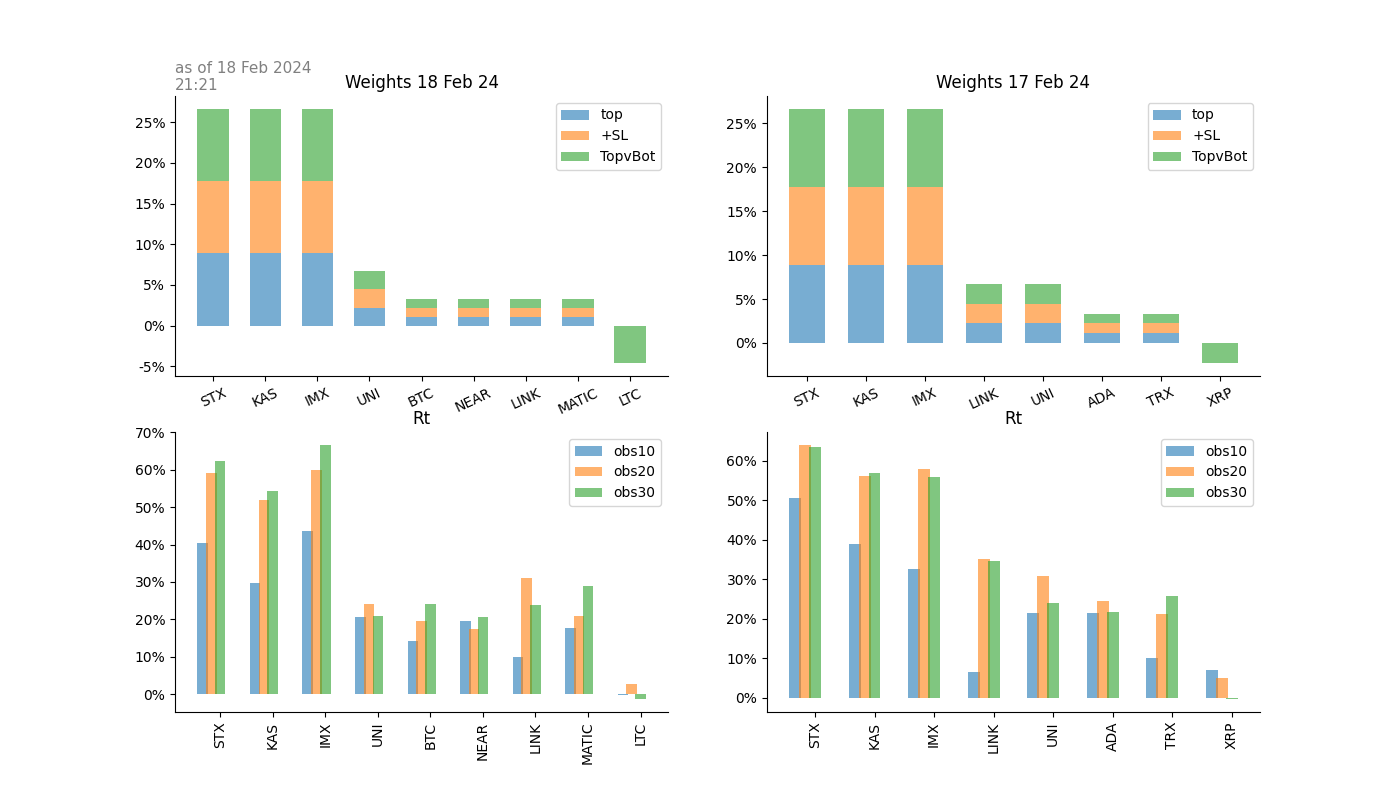 as of 18 Feb 2024
21:21
Weights 18 Feb 24
25%
20%
15%
10%
5%
0%
-5%
top
+SL
TopvBot
STX KAS IMX UNI BTC NEAR LINK MATIC LTC
Weights 17 Feb 24
25%
20%
15%
10%
5%
0%
top
+SL
TopvBot
STX KAS IMX LINK UNI ADA TRX XRP
Rt
70%
60%
50%
40%
30%
20%
10%
0%
obs10
obs20
obs30
STX KAS IMX UNI BTC NEAR LINK MATIC LTC
Rt
60%
50%
40%
30%
20%
10%
0%
obs10
obs20
obs30
STX KAS IMX LINK UNI ADA TRX XRP